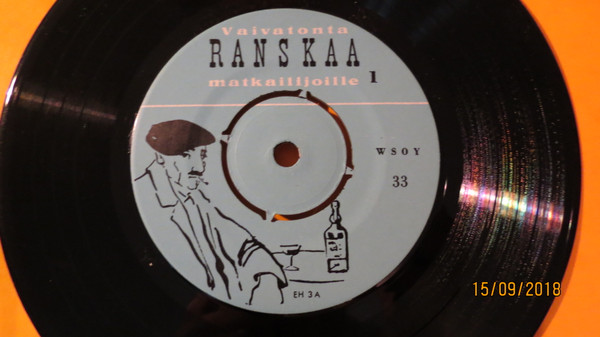 Vaivatonta
RANSKAA
matkailijoille 1
WSOY
33
EH 3A
15/09/2018